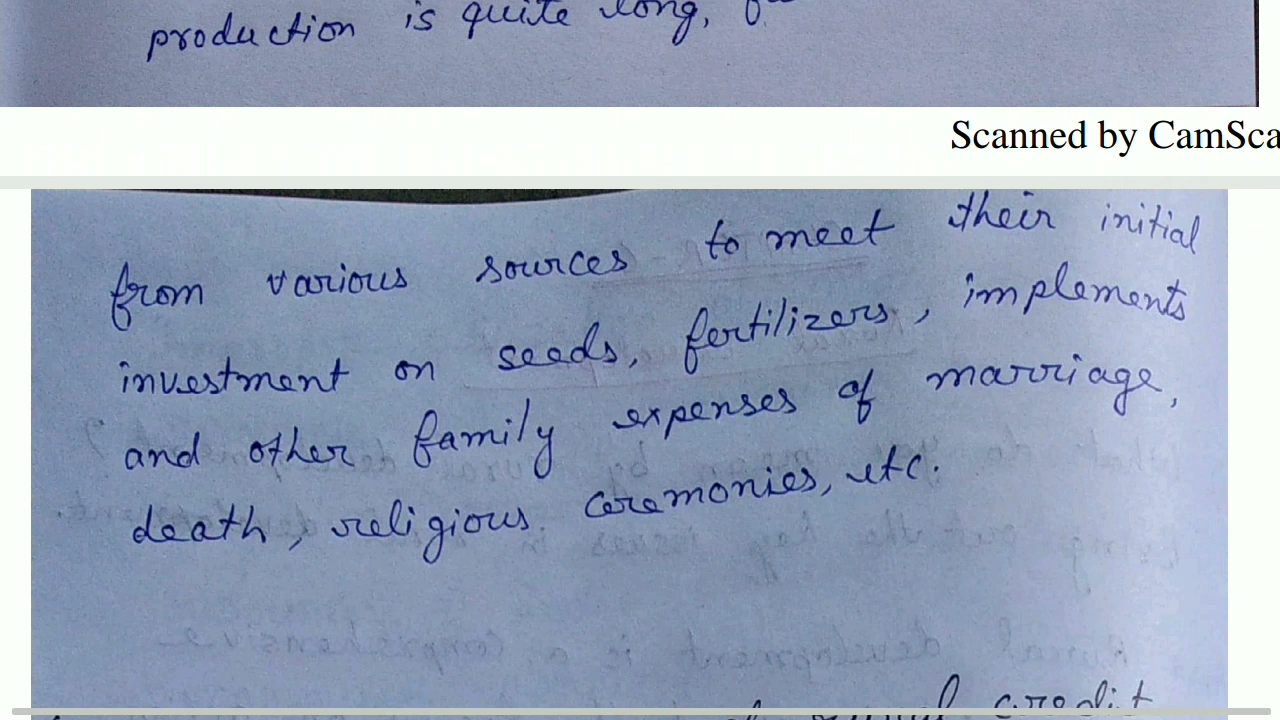 production is quite long,
Scanned by CamSca
from various sources to meet their initial
investment on seeds, fertilizers, implements
and other family expenses of marriage,
death, religious ceremonies, etc.
credit